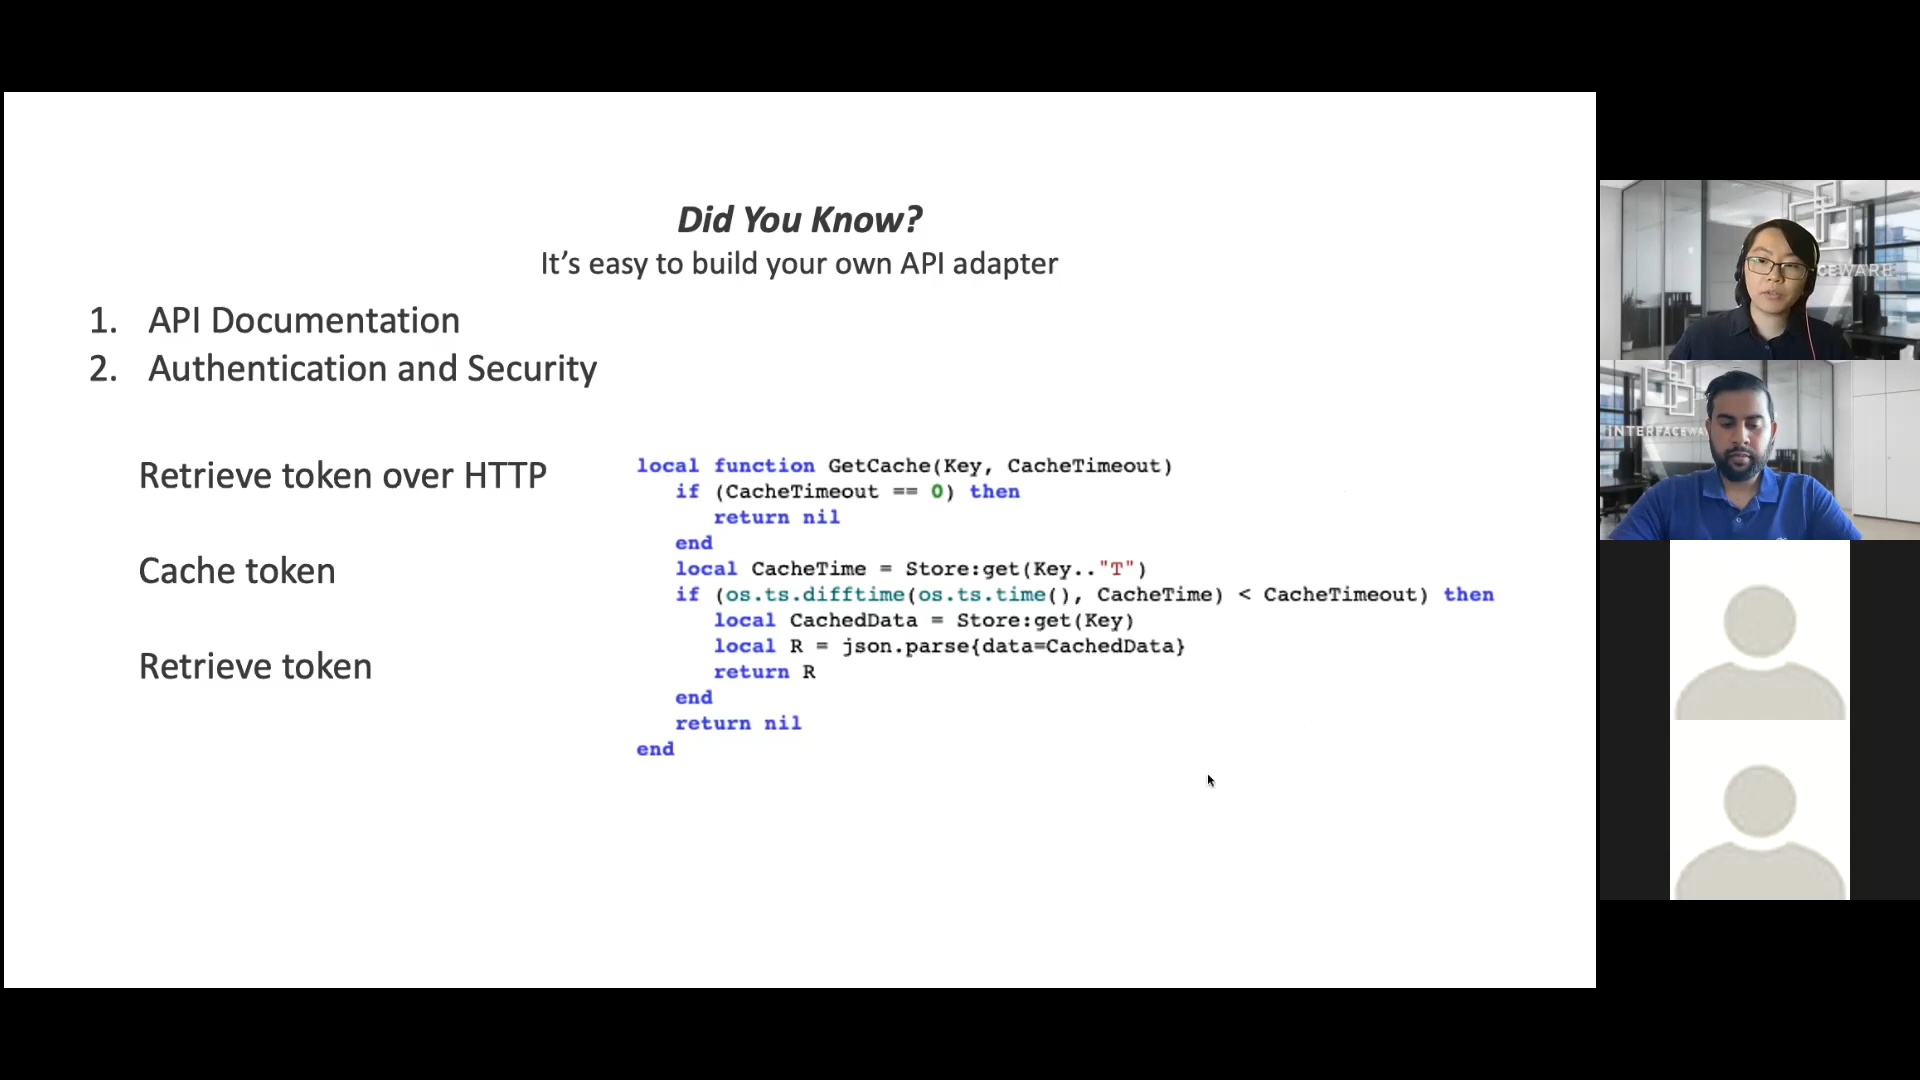 Did You Know?
It’s easy to build your own API adapter
1. API Documentation
2. Authentication and Security
Retrieve token over HTTP
Cache token
Retrieve token
local function GetCache(Key, CacheTimeout)
if (CacheTimeout == 0) then
return nil
end
local CacheTime = Store:get(Key.."T")
if (os.ts.difftime(os.ts.time(), CacheTime) < CacheTimeout) then
local CachedData = Store:get(Key)
local R = json.parse{data=CachedData}
return R
end
return nil
end
CEWARE
INTERFACEWA